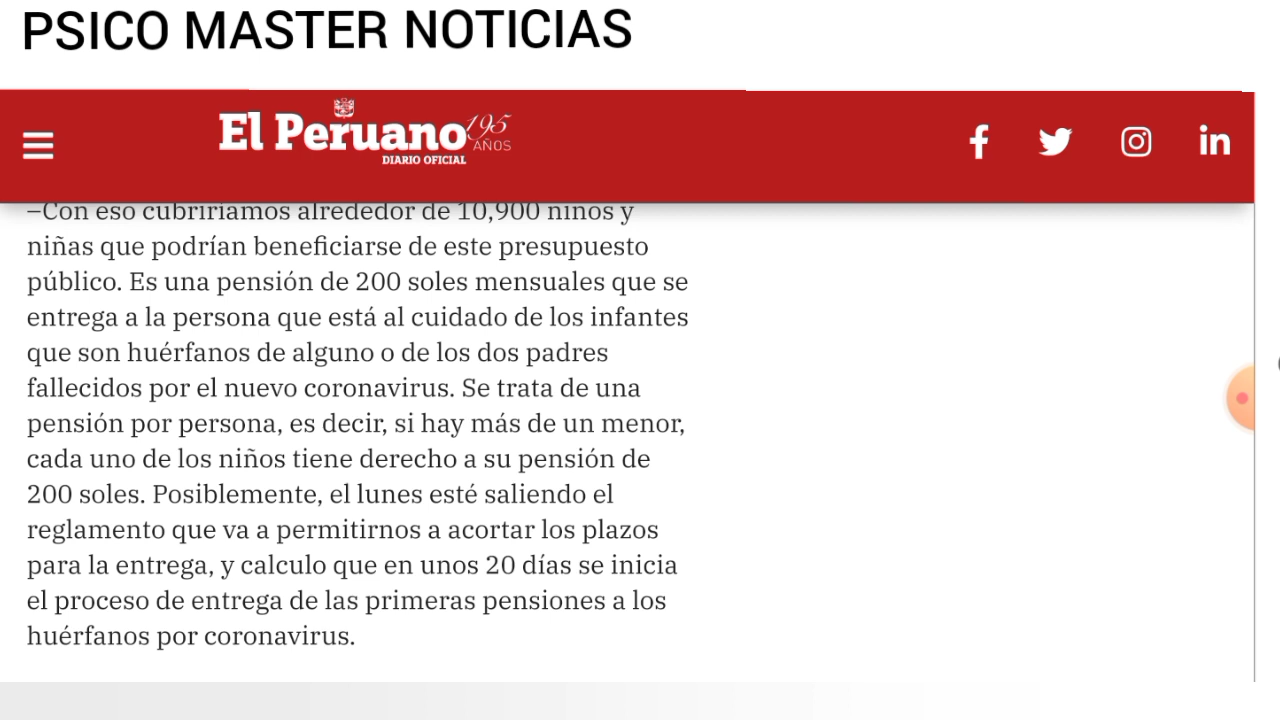 PSICO MASTER NOTICIAS
El Peruano 195
AÑOS
DIARIO OFICIAL
–Con eso cubriríamos alrededor de 10,900 niños y
niñas que podrían beneficiarse de este presupuesto
público. Es una pensión de 200 soles mensuales que se
entrega a la persona que está al cuidado de los infantes
que son huérfanos de alguno o de los dos padres
fallecidos por el nuevo coronavirus. Se trata de una
pensión por persona, es decir, si hay más de un menor,
cada uno de los niños tiene derecho a su pensión de
200 soles. Posiblemente, el lunes esté saliendo el
reglamento que va a permitirnos a acortar los plazos
para la entrega, y calculo que en unos 20 días se inicia
el proceso de entrega de las primeras pensiones a los
huérfanos por coronavirus.